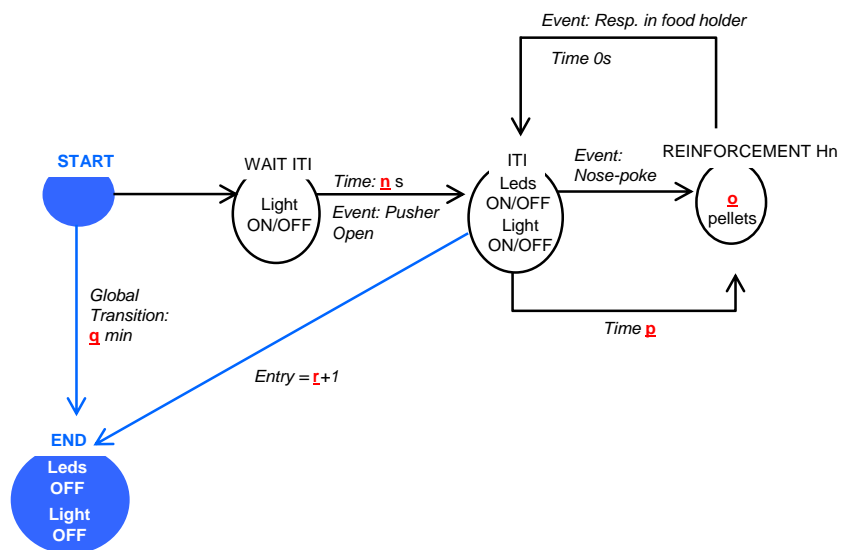 Event: Resp. in food holder
Time 0s
START
WAIT ITI
Light
ON/OFF
Time: n s
Event: Pusher
Open
ITI
Leds
ON/OFF
Light
ON/OFF
Event:
Nose-poke
REINFORCEMENT Hn
o
pellets
Global
Transition:
q min
Time p
Entry = r+1
END
Leds
OFF
Light
OFF